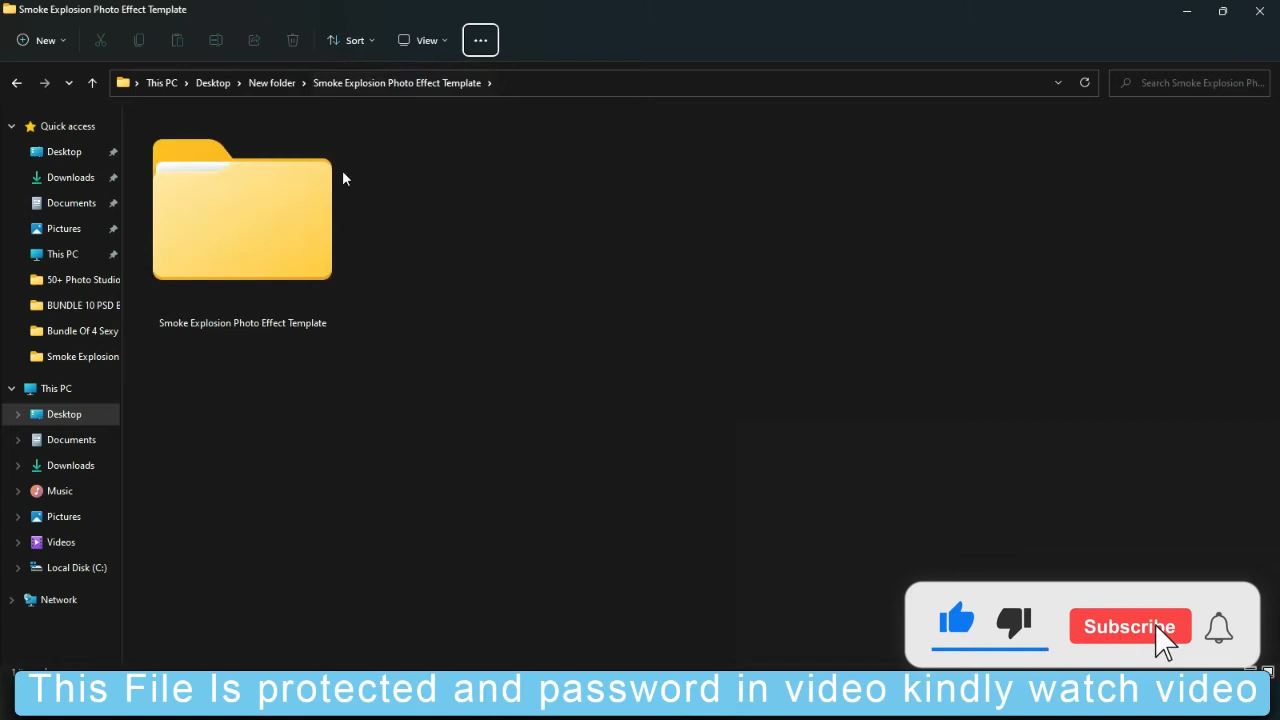 Smoke Explosion Photo Effect Template
New
Sort
View
This PC
Desktop
New folder
Smoke Explosion Photo Effect Template
Search Smoke Explosion Ph...
Quick access
Desktop
Downloads
Documents
Pictures
This PC
50+ Photo Studio
BUNDLE 10 PSD E
Bundle Of 4 Sexy
Smoke Explosion
This PC
Desktop
Documents
Downloads
Music
Pictures
Videos
Local Disk (C:)
Network
Smoke Explosion Photo Effect Template
Subscribe
This File Is protected and password in video kindly watch video